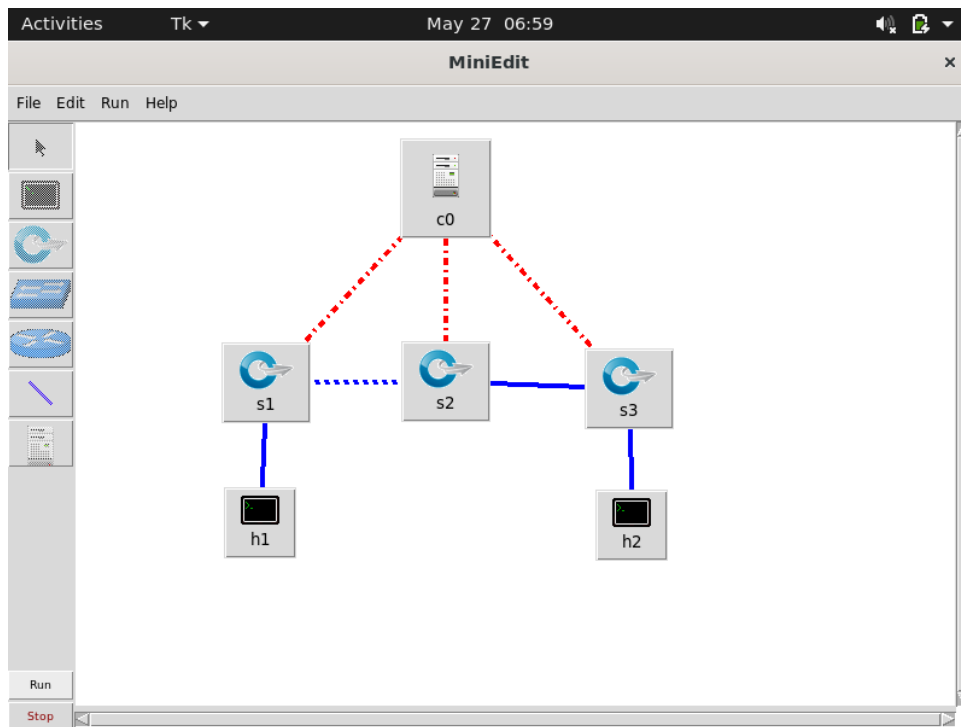 Activities Tk May 27 06:59
MiniEdit ×
File Edit Run Help
c0
s1 s2 s3
h1 h2
Run
Stop